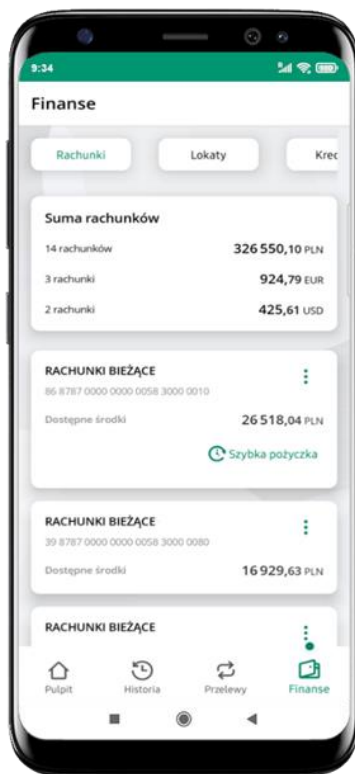 9:34
Finanse
Rachunki Lokaty Kred
Suma rachunków
14 rachunków 326 550,10 PLN
3 rachunki 924,79 EUR
2 rachunki 425,61 USD
RACHUNKI BIEŻĄCE
86 8787 0000 0000 0058 3000 0010
Dostępne środki 26 518,04 PLN
Szybka pożyczka
RACHUNKI BIEŻĄCE
39 8787 0000 0000 0058 3000 0080
Dostępne środki 16 929,63 PLN
RACHUNKI BIEŻĄCE
Pulpit Historia Przelewy Finanse